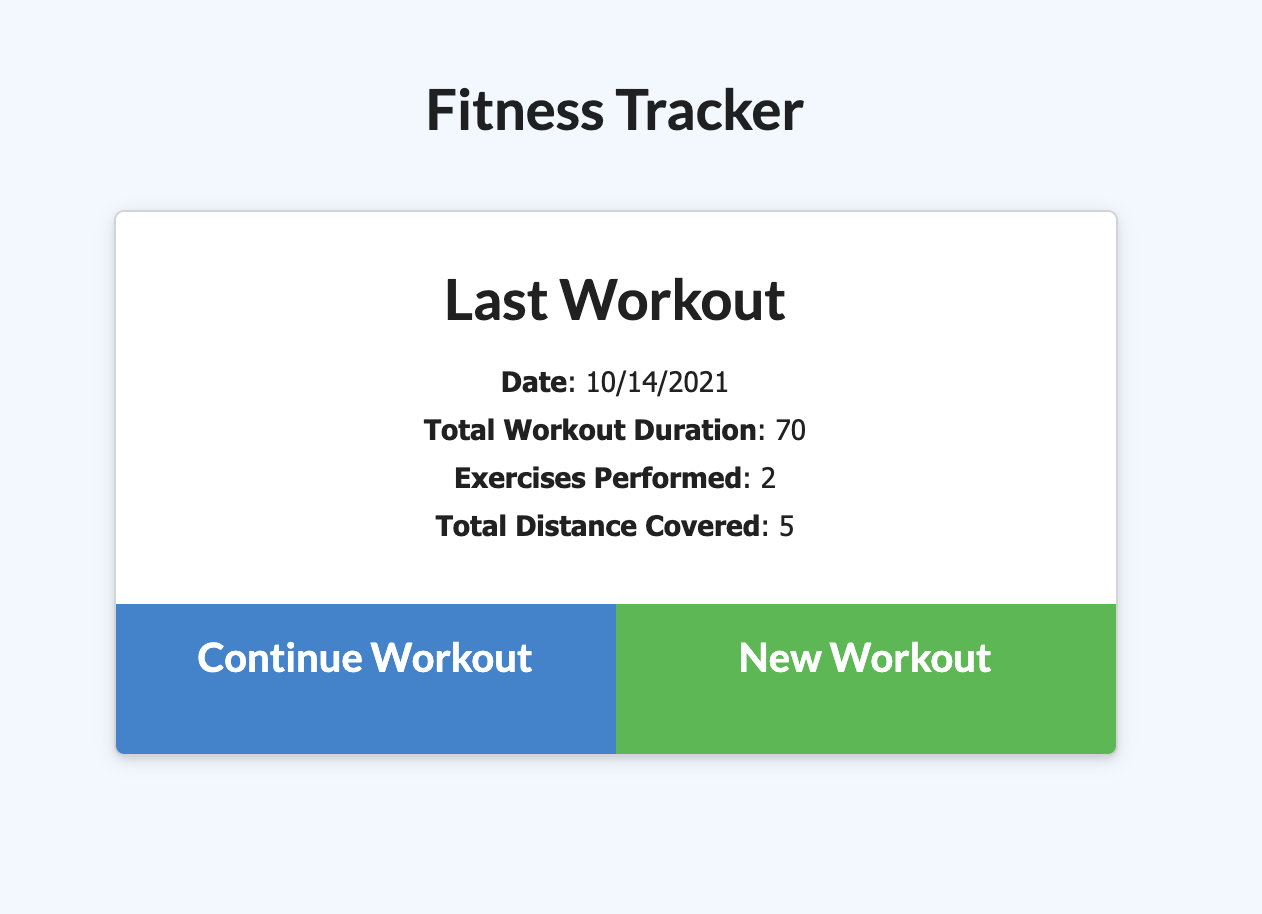 Fitness Tracker
Last Workout
Date: 10/14/2021
Total Workout Duration: 70
Exercises Performed: 2
Total Distance Covered: 5
Continue Workout
New Workout